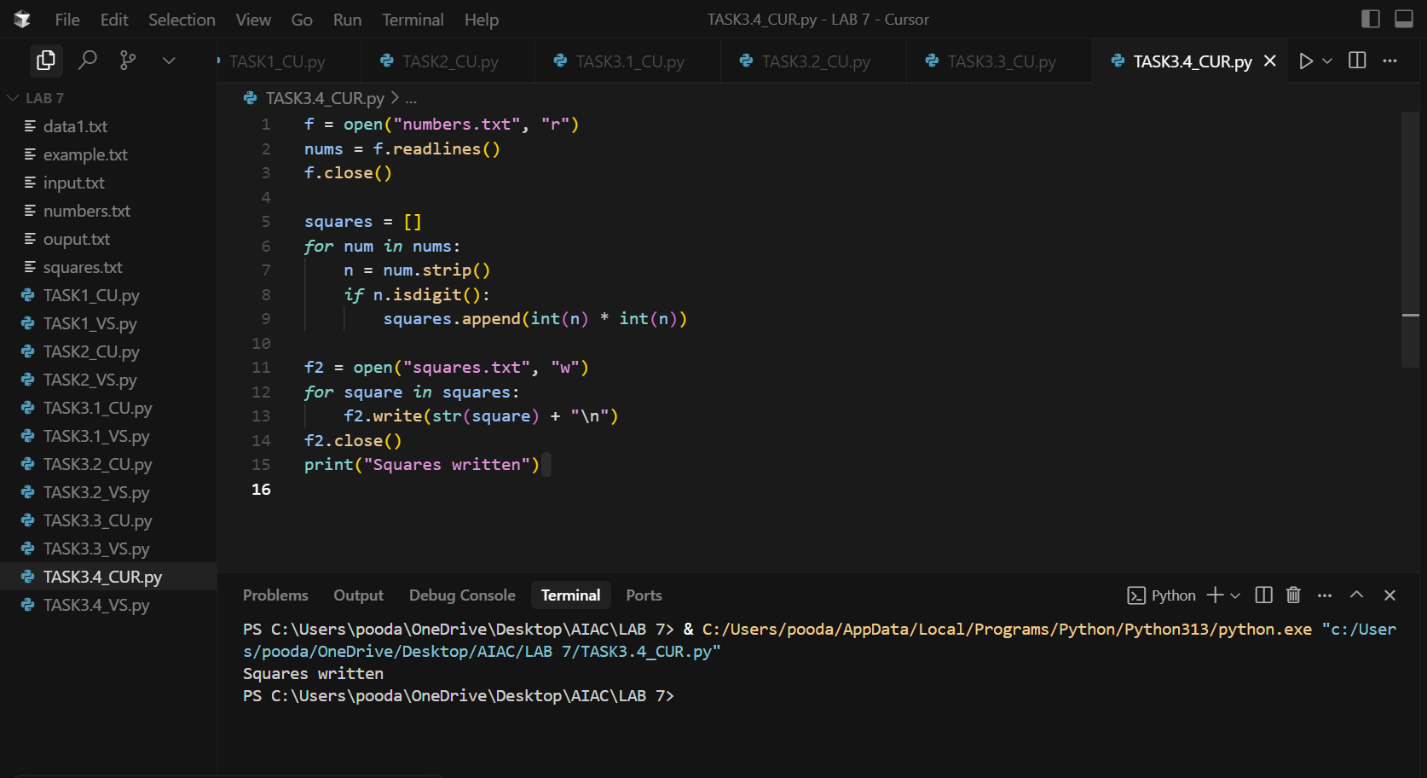 File Edit Selection View Go Run Terminal Help TASK3.4_CUR.py - LAB 7 - Cursor
TASK1_CU.py TASK2_CU.py TASK3.1_CU.py TASK3.2_CU.py TASK3.3_CU.py TASK3.4_CUR.py
LAB 7
data1.txt
example.txt
input.txt
numbers.txt
ouput.txt
squares.txt
TASK1_CU.py
TASK1_VS.py
TASK2_CU.py
TASK2_VS.py
TASK3.1_CU.py
TASK3.1_VS.py
TASK3.2_CU.py
TASK3.2_VS.py
TASK3.3_CU.py
TASK3.3_VS.py
TASK3.4_CUR.py
TASK3.4_VS.py
TASK3.4_CUR.py > ...
1 f = open("numbers.txt", "r")
2 nums = f.readlines()
3 f.close()
4
5 squares = []
6 for num in nums:
7     n = num.strip()
8     if n.isdigit():
9         squares.append(int(n) * int(n))
10
11 f2 = open("squares.txt", "w")
12 for square in squares:
13     f2.write(str(square) + "\n")
14 f2.close()
15 print("Squares written")
16
Problems Output Debug Console Terminal Ports Python
PS C:\Users\pooda\OneDrive\Desktop\AIAC\LAB 7> & C:/Users/pooda/AppData/Local/Programs/Python/Python313/python.exe "c:/User
s/pooda/OneDrive/Desktop/AIAC/LAB 7/TASK3.4_CUR.py"
Squares written
PS C:\Users\pooda\OneDrive\Desktop\AIAC\LAB 7>